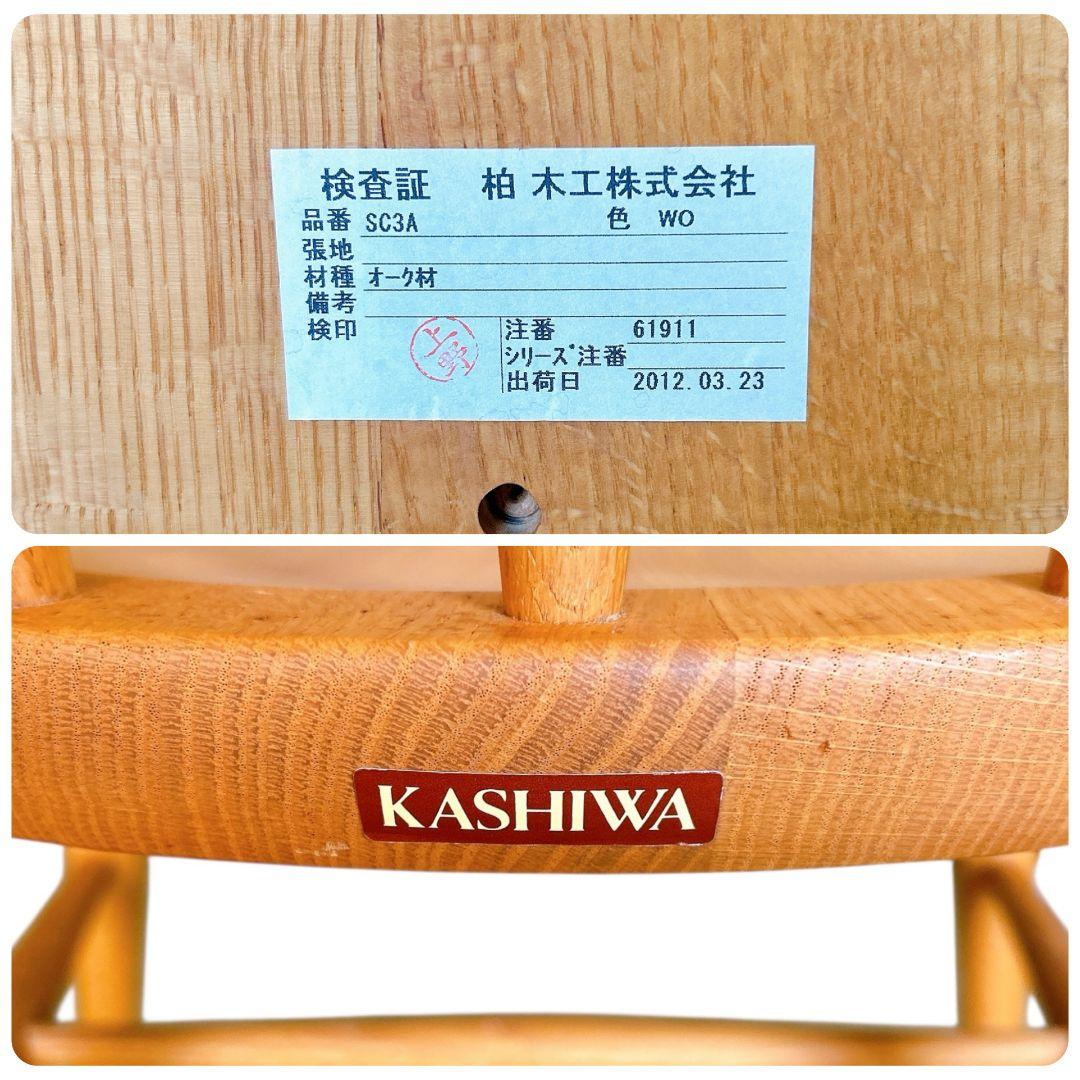 検査証 柏 木工株式会社
品番 SC3A 色 WO
張地
材種 オーク材
備考
検印 上野 注番 61911
シリーズ注番
出荷日 2012.03.23
KASHIWA